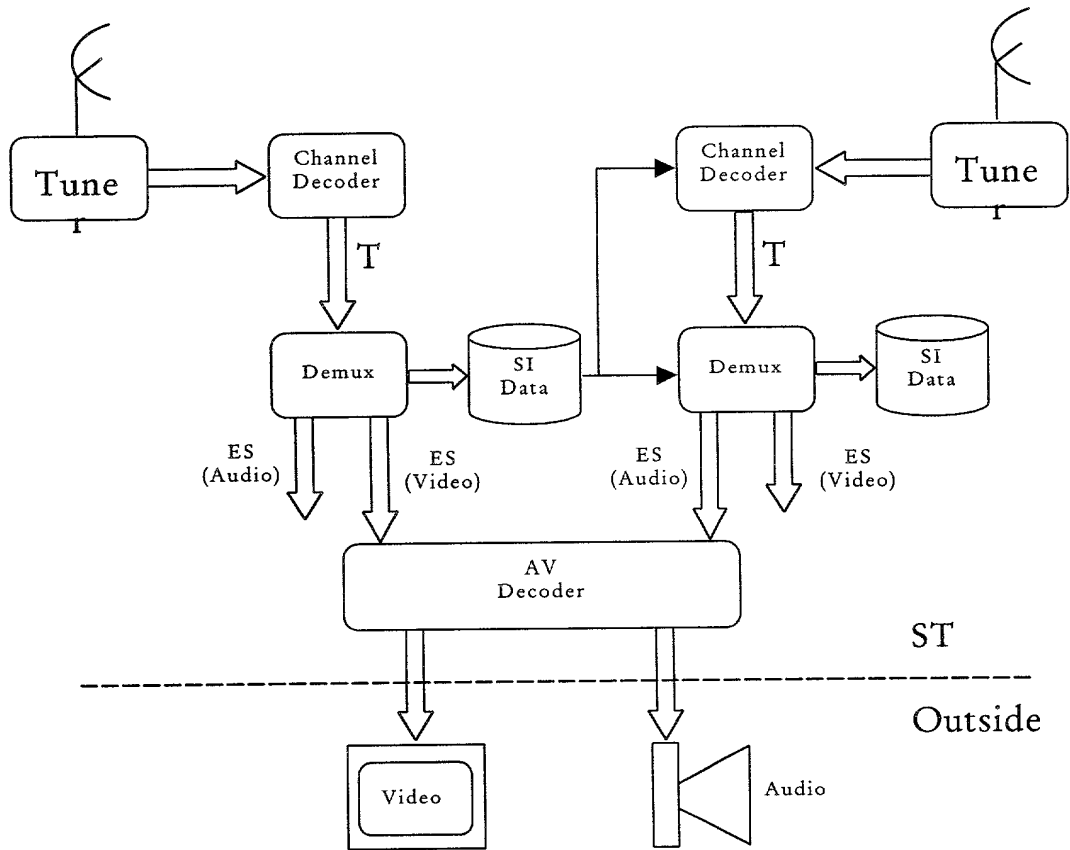 Tune
r
Channel
Decoder
Channel
Decoder
Tune
r
T
T
Demux
SI
Data
Demux
SI
Data
ES
(Audio)
ES
(Video)
ES
(Audio)
ES
(Video)
AV
Decoder
ST
Outside
Video
Audio